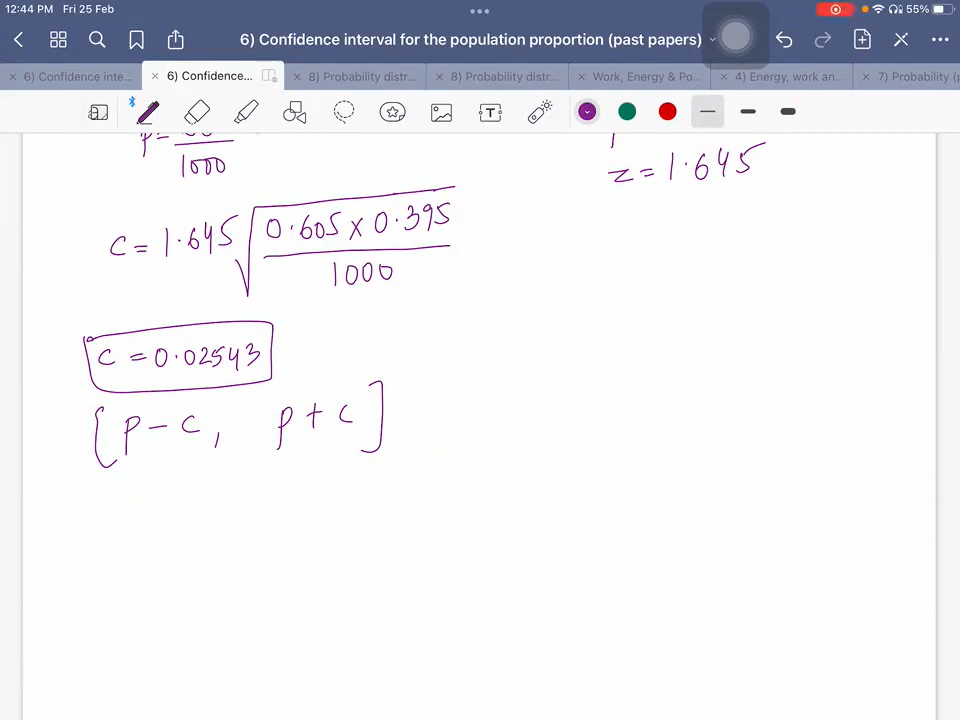 12:44 PM Fri 25 Feb
55%
6) Confidence interval for the population proportion (past papers)
6) Confidence inte...
6) Confidence...
8) Probability distr...
8) Probability distr...
Work, Energy & Po...
4) Energy, work an...
7) Probability (
1000
z = 1.645
c = 1.645 √ 0.605 x 0.395
1000
c = 0.02543
[ p - c, p + c ]